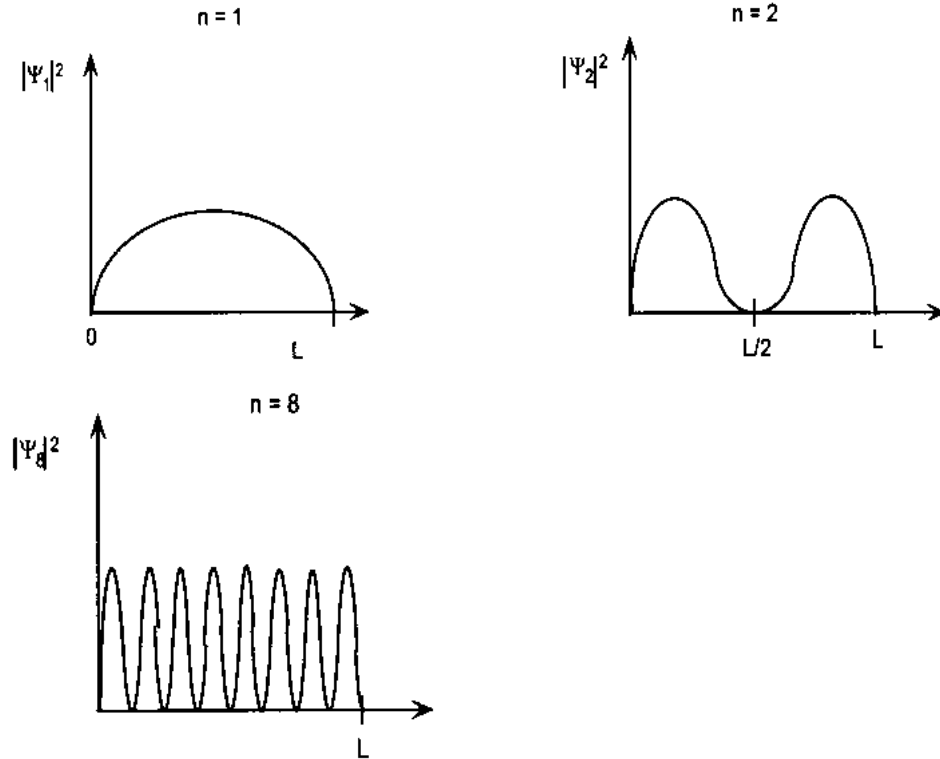 n = 1
|Ψ₁|²
0
L
n = 2
|Ψ₂|²
L/2
L
n = 8
|Ψ₈|²
L